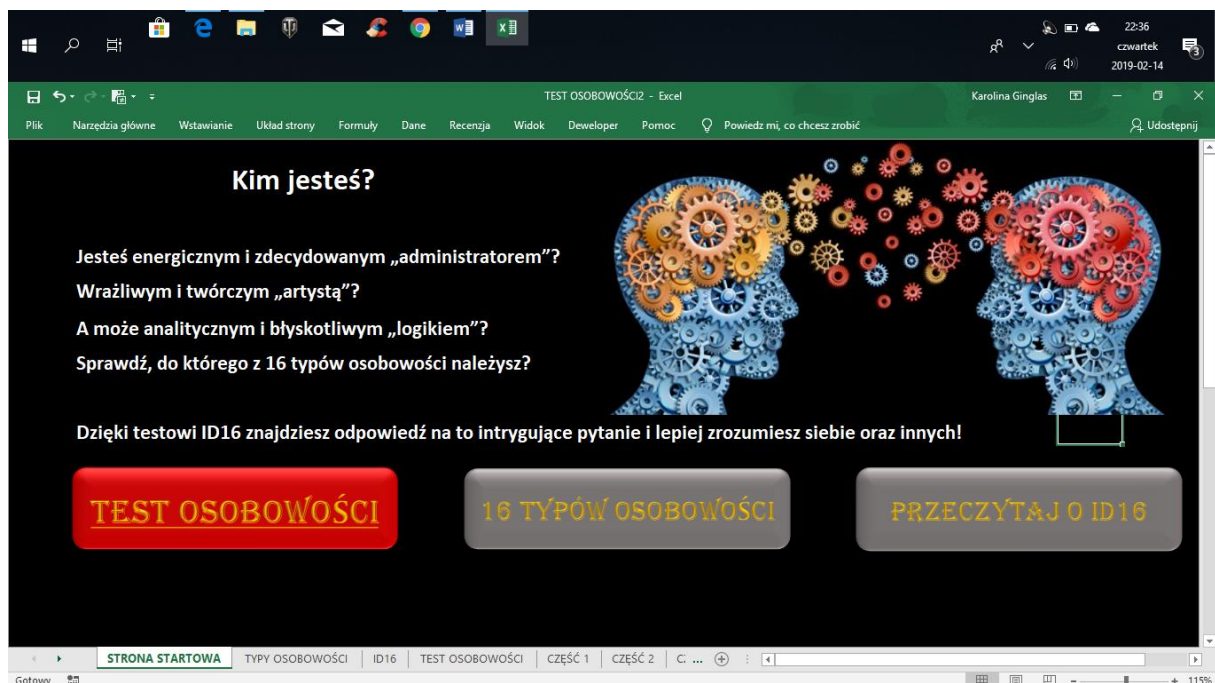 22:36
czwartek
2019-02-14
3
TEST OSOBOWOŚCI2 - Excel
Karolina Ginglas
Plik Narzędzia główne Wstawianie Układ strony Formuły Dane Recenzja Widok Deweloper Pomoc Powiedz mi, co chcesz zrobić Udostępnij
Kim jesteś?
Jesteś energicznym i zdecydowanym „administratorem”?
Wrażliwym i twórczym „artystą”?
A może analitycznym i błyskotliwym „logikiem”?
Sprawdź, do którego z 16 typów osobowości należysz?
Dzięki testowi ID16 znajdziesz odpowiedź na to intrygujące pytanie i lepiej zrozumiesz siebie oraz innych!
TEST OSOBOWOŚCI
16 TYPÓW OSOBOWOŚCI
PRZECZYTAJ O ID16
STRONA STARTOWA TYPY OSOBOWOŚCI ID16 TEST OSOBOWOŚCI CZĘŚĆ 1 CZĘŚĆ 2 C: ...
Gotowy 115%